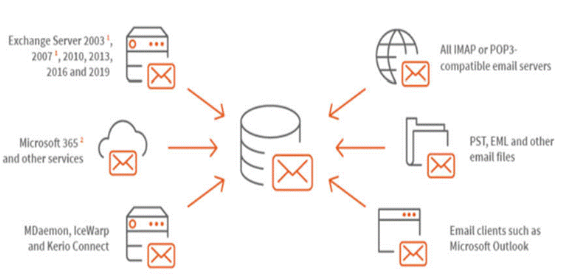 Exchange Server 2003 ¹,
2007 ¹, 2010, 2013,
2016 and 2019
Microsoft 365 ²
and other services
MDaemon, IceWarp
and Kerio Connect
All IMAP or POP3-
compatible email servers
PST, EML and other
email files
Email clients such as
Microsoft Outlook